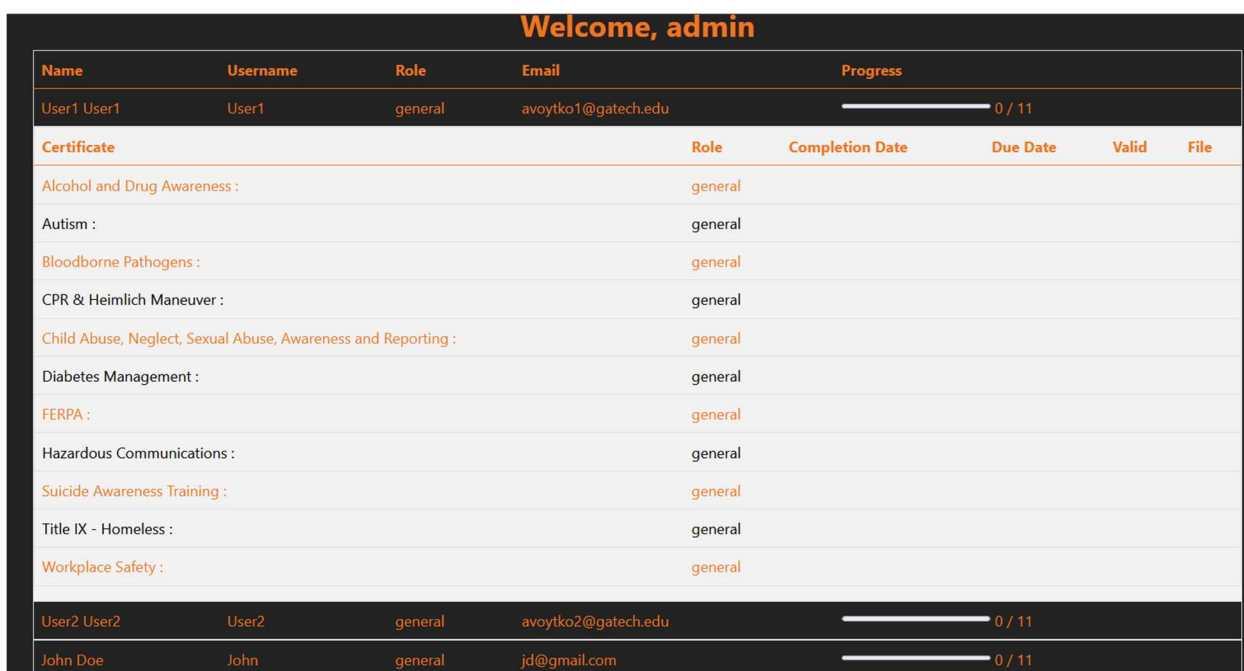 Welcome, admin
Name Username Role Email Progress
User1 User1 User1 general avoytko1@gatech.edu 0 / 11
Certificate Role Completion Date Due Date Valid File
Alcohol and Drug Awareness : general
Autism : general
Bloodborne Pathogens : general
CPR & Heimlich Maneuver : general
Child Abuse, Neglect, Sexual Abuse, Awareness and Reporting : general
Diabetes Management : general
FERPA : general
Hazardous Communications : general
Suicide Awareness Training : general
Title IX - Homeless : general
Workplace Safety : general
User2 User2 User2 general avoytko2@gatech.edu 0 / 11
John Doe John general jd@gmail.com 0 / 11